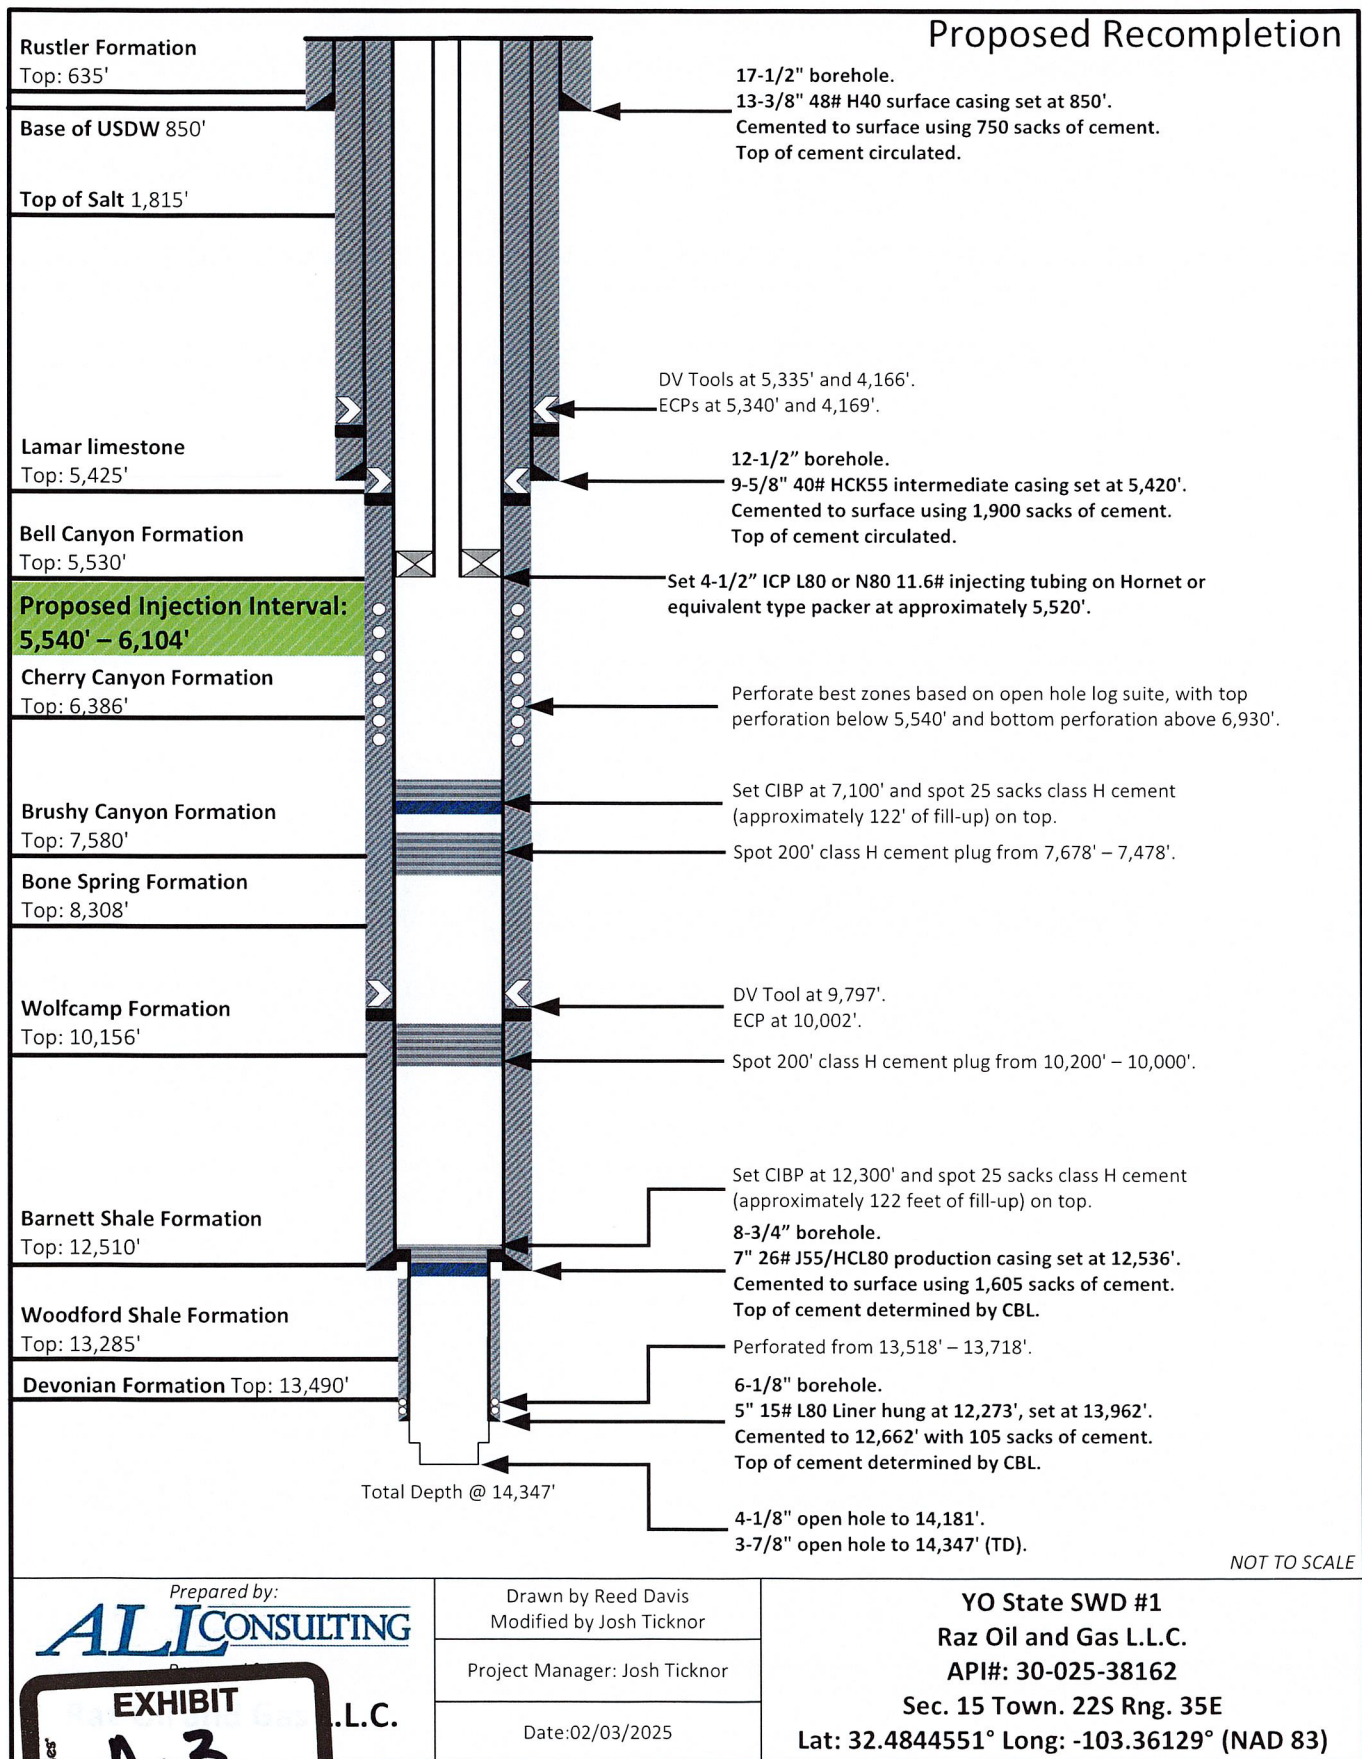 Proposed Recompletion
Rustler Formation
Top: 635'
Base of USDW 850'
Top of Salt 1,815'
Lamar limestone
Top: 5,425'
Bell Canyon Formation
Top: 5,530'
Proposed Injection Interval:
5,540' – 6,104'
Cherry Canyon Formation
Top: 6,386'
Brushy Canyon Formation
Top: 7,580'
Bone Spring Formation
Top: 8,308'
Wolfcamp Formation
Top: 10,156'
Barnett Shale Formation
Top: 12,510'
Woodford Shale Formation
Top: 13,285'
Devonian Formation Top: 13,490'
17-1/2" borehole.
13-3/8" 48# H40 surface casing set at 850'.
Cemented to surface using 750 sacks of cement.
Top of cement circulated.
DV Tools at 5,335' and 4,166'.
ECPs at 5,340' and 4,169'.
12-1/2” borehole.
9-5/8" 40# HCK55 intermediate casing set at 5,420'.
Cemented to surface using 1,900 sacks of cement.
Top of cement circulated.
Set 4-1/2” ICP L80 or N80 11.6# injecting tubing on Hornet or
equivalent type packer at approximately 5,520'.
Perforate best zones based on open hole log suite, with top
perforation below 5,540' and bottom perforation above 6,930'.
Set CIBP at 7,100' and spot 25 sacks class H cement
(approximately 122' of fill-up) on top.
Spot 200' class H cement plug from 7,678' – 7,478'.
DV Tool at 9,797'.
ECP at 10,002'.
Spot 200' class H cement plug from 10,200' – 10,000'.
Set CIBP at 12,300' and spot 25 sacks class H cement
(approximately 122 feet of fill-up) on top.
8-3/4” borehole.
7" 26# J55/HCL80 production casing set at 12,536'.
Cemented to surface using 1,605 sacks of cement.
Top of cement determined by CBL.
Perforated from 13,518' – 13,718'.
6-1/8" borehole.
5" 15# L80 Liner hung at 12,273', set at 13,962'.
Cemented to 12,662' with 105 sacks of cement.
Top of cement determined by CBL.
Total Depth @ 14,347'
4-1/8" open hole to 14,181'.
3-7/8" open hole to 14,347' (TD).
NOT TO SCALE
Prepared by:
ALL CONSULTING
EXHIBIT
A-3
L.C.
Drawn by Reed Davis
Modified by Josh Ticknor
Project Manager: Josh Ticknor
Date:02/03/2025
YO State SWD #1
Raz Oil and Gas L.L.C.
API#: 30-025-38162
Sec. 15 Town. 22S Rng. 35E
Lat: 32.4844551° Long: -103.36129° (NAD 83)